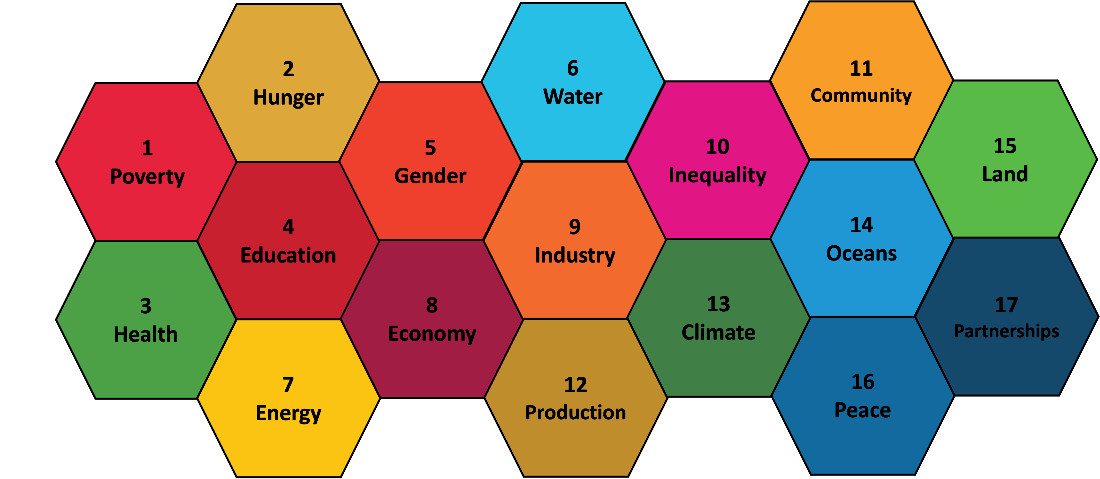 1
Poverty
2
Hunger
3
Health
4
Education
5
Gender
6
Water
7
Energy
8
Economy
9
Industry
10
Inequality
11
Community
12
Production
13
Climate
14
Oceans
15
Land
16
Peace
17
Partnerships